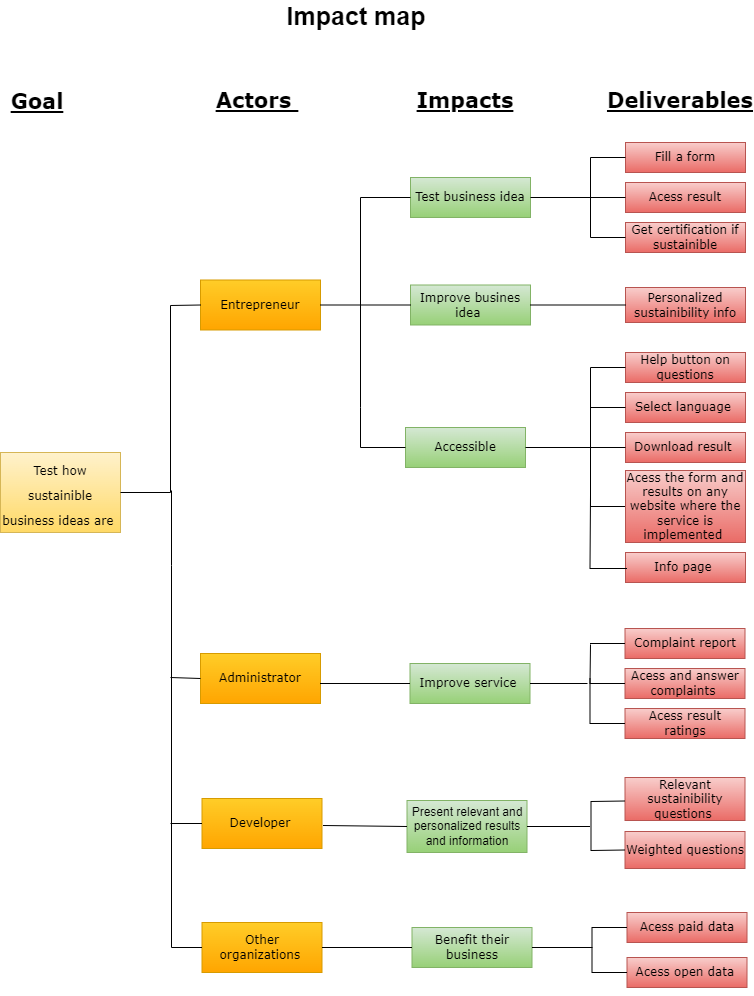 Impact map
Goal
Actors
Impacts
Deliverables
Test how
sustainible
business ideas are
Entrepreneur
Test business idea
Fill a form
Acess result
Get certification if
sustainible
Improve busines
idea
Personalized
sustainibility info
Accessible
Help button on
questions
Select language
Download result
Acess the form and
results on any
website where the
service is
implemented
Info page
Administrator
Improve service
Complaint report
Acess and answer
complaints
Acess result
ratings
Developer
Present relevant and
personalized results
and information
Relevant
sustainibility
questions
Weighted questions
Other
organizations
Benefit their
business
Acess paid data
Acess open data